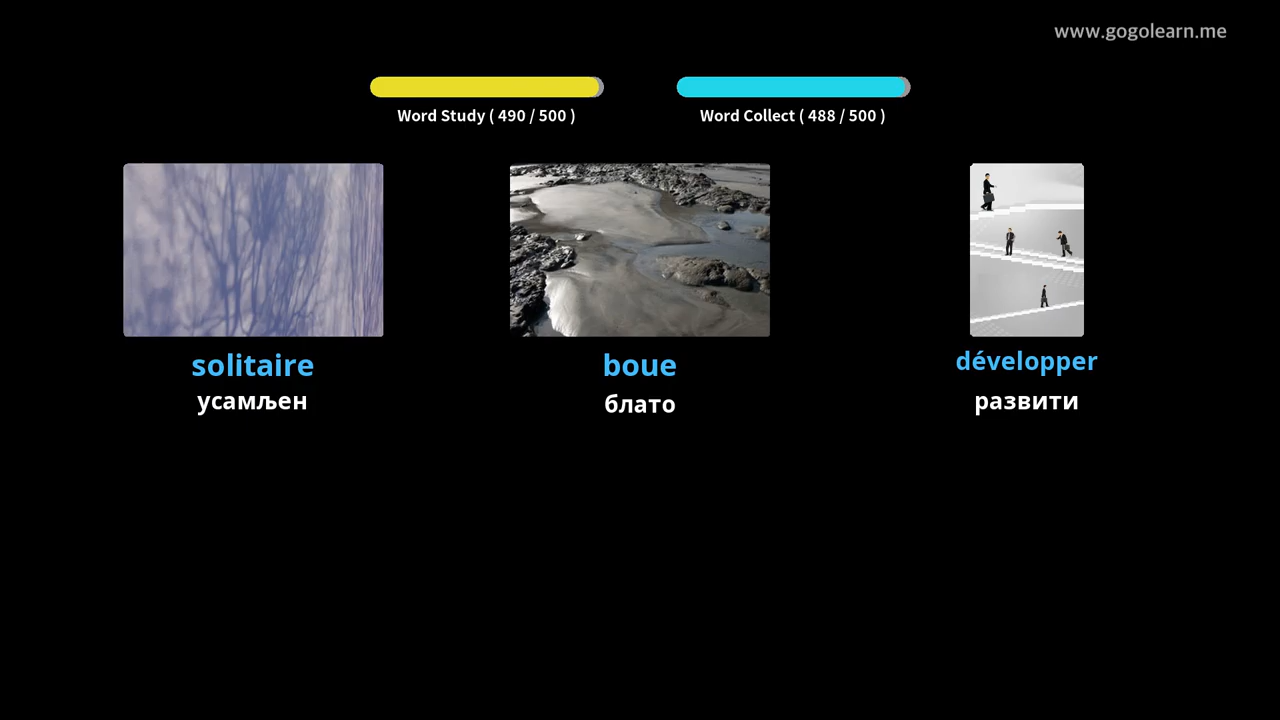 www.gogolearn.me
Word Study ( 490 / 500 )
Word Collect ( 488 / 500 )
solitaire
boue
développer
усамљен
блато
развити